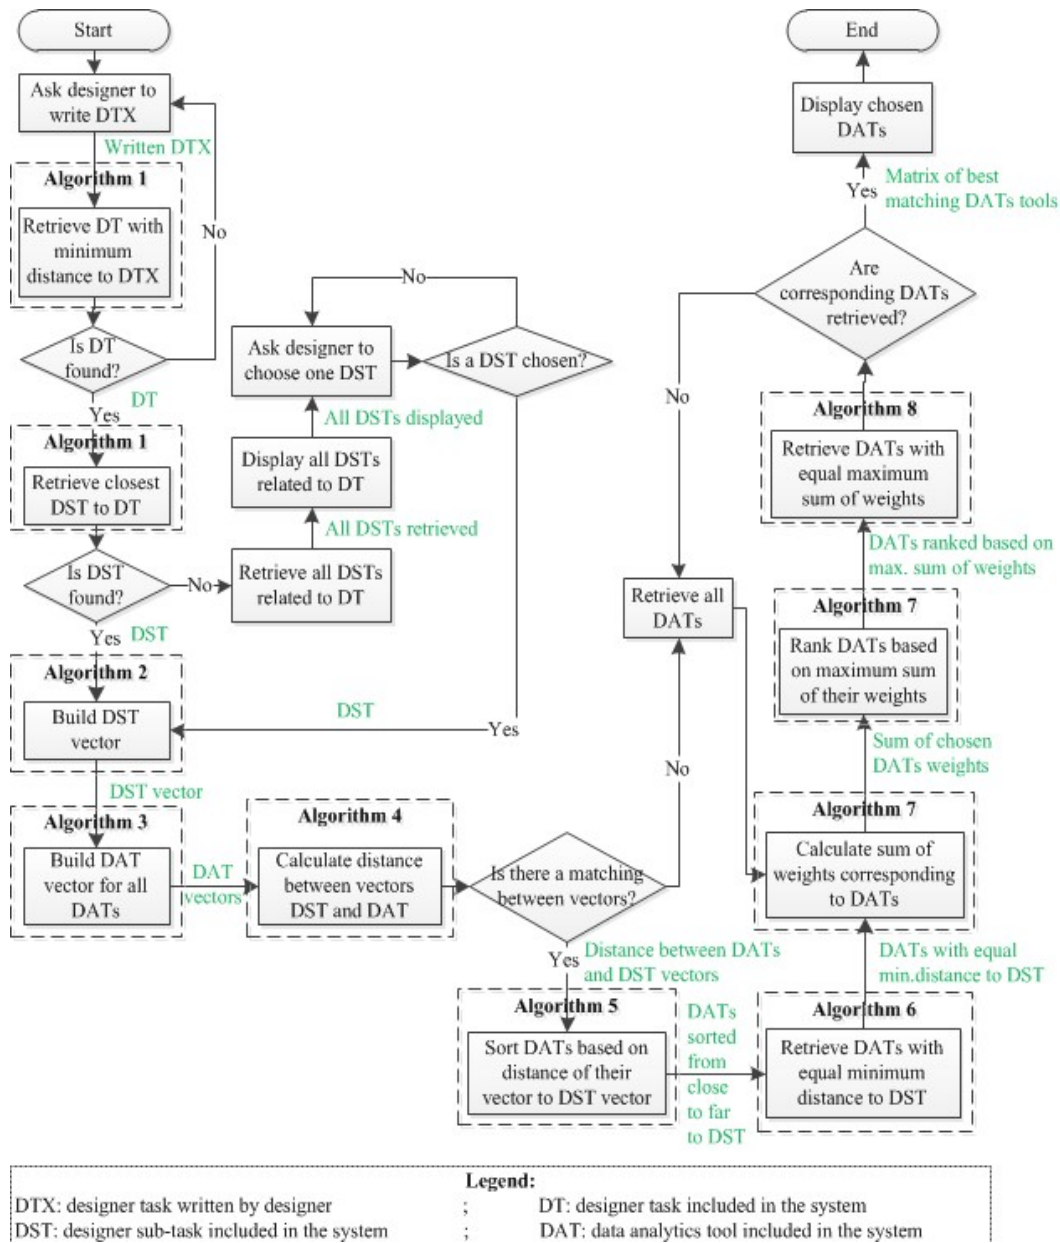 Start
Ask designer to
write DTX
Written DTX
Algorithm 1
Retrieve DT with
minimum
distance to DTX
No
Is DT
found?
Yes
DT
Algorithm 1
Retrieve closest
DST to DT
Is DST
found?
No
Yes
DST
Retrieve all DSTs
related to DT
All DSTs retrieved
Display all DSTs
related to DT
All DSTs displayed
Ask designer to
choose one DST
Is a DST chosen?
No
Yes
DST
Algorithm 2
Build DST
vector
DST vector
Algorithm 3
Build DAT
vector for all
DATs
DAT
vectors
Algorithm 4
Calculate distance
between vectors
DST and DAT
Is there a matching
between vectors?
No
Yes
Distance between DATs
and DST vectors
Algorithm 5
Sort DATs based on
distance of their
vector to DST vector
DATs
sorted
from
close
to far
to DST
Algorithm 6
Retrieve DATs with
equal minimum
distance to DST
DATs with equal
min.distance to DST
Retrieve all
DATs
Algorithm 7
Calculate sum of
weights corresponding
to DATs
Sum of chosen
DATs weights
Algorithm 7
Rank DATs based
on maximum sum
of their weights
DATs ranked based on
max. sum of weights
Algorithm 8
Retrieve DATs with
equal maximum
sum of weights
Are
corresponding DATs
retrieved?
No
Yes
Matrix of best
matching DATs tools
Display chosen
DATs
End
Legend:
DTX: designer task written by designer ; DT: designer task included in the system
DST: designer sub-task included in the system ; DAT: data analytics tool included in the system